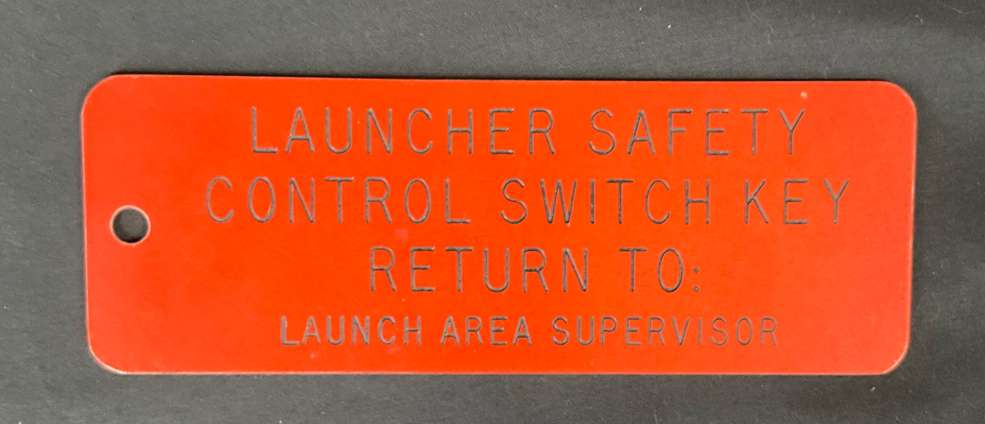 LAUNCHER SAFETY
CONTROL SWITCH KEY
RETURN TO:
LAUNCH AREA SUPERVISOR